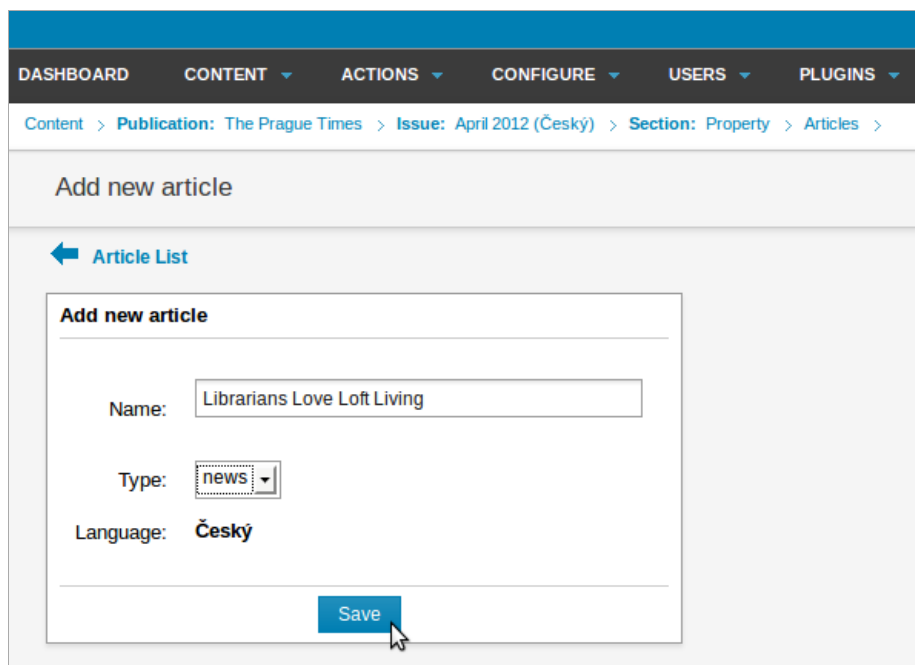 DASHBOARD CONTENT ACTIONS CONFIGURE USERS PLUGINS
Content > Publication: The Prague Times > Issue: April 2012 (Český) > Section: Property > Articles >
Add new article
Article List
Add new article
Name: Librarians Love Loft Living
Type: news
Language: Český
Save